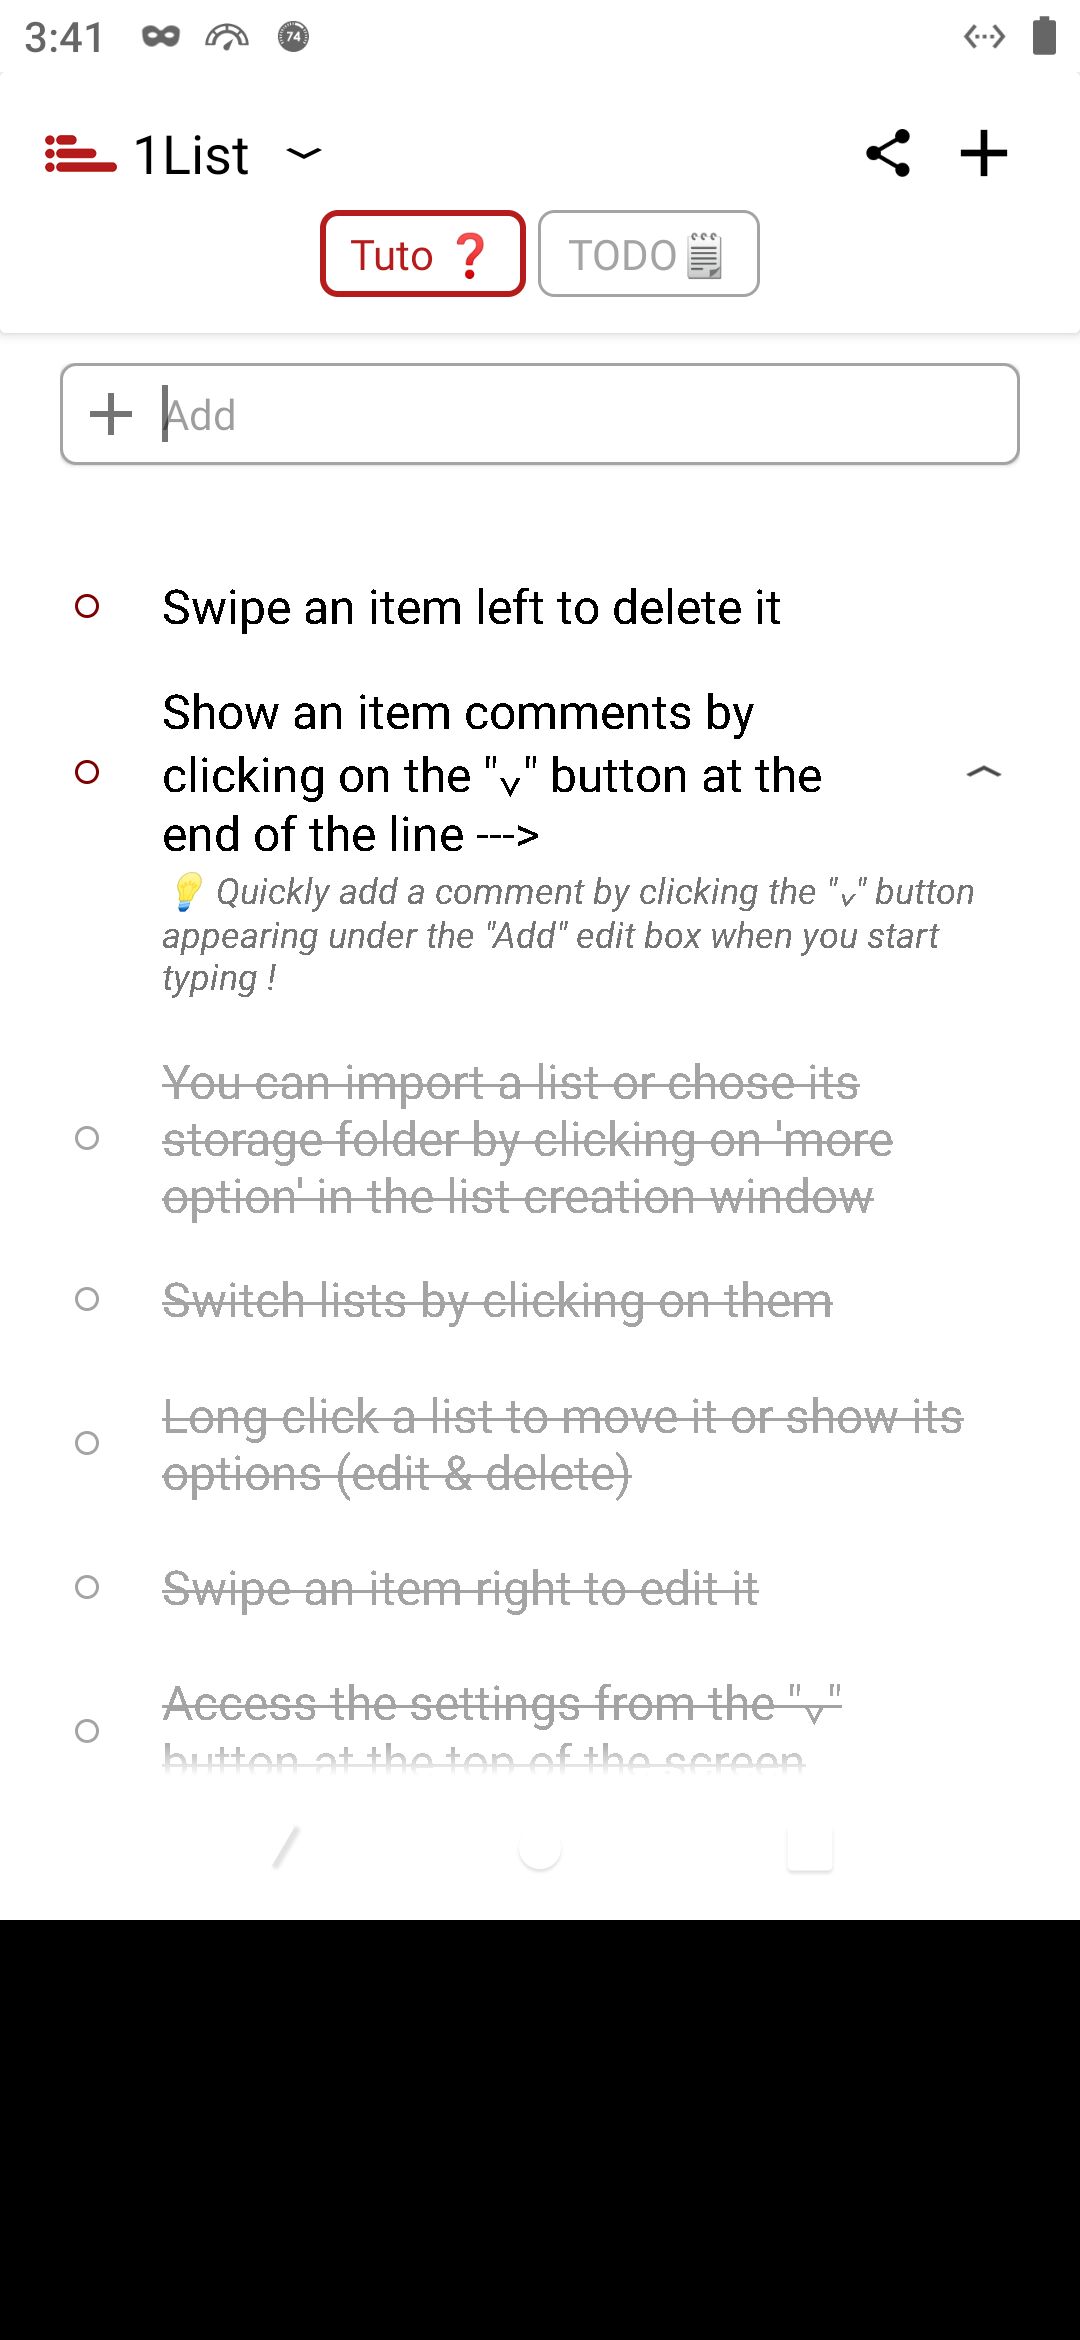 3:41
74
1List
Tuto ❓
TODO🗒️
Add
Swipe an item left to delete it
Show an item comments by
clicking on the "˅" button at the
end of the line --->
💡 Quickly add a comment by clicking the "˅" button
appearing under the "Add" edit box when you start
typing !
You can import a list or chose its
storage folder by clicking on 'more
option' in the list creation window
Switch lists by clicking on them
Long click a list to move it or show its
options (edit & delete)
Swipe an item right to edit it
Access the settings from the "˅"
button at the top of the screen